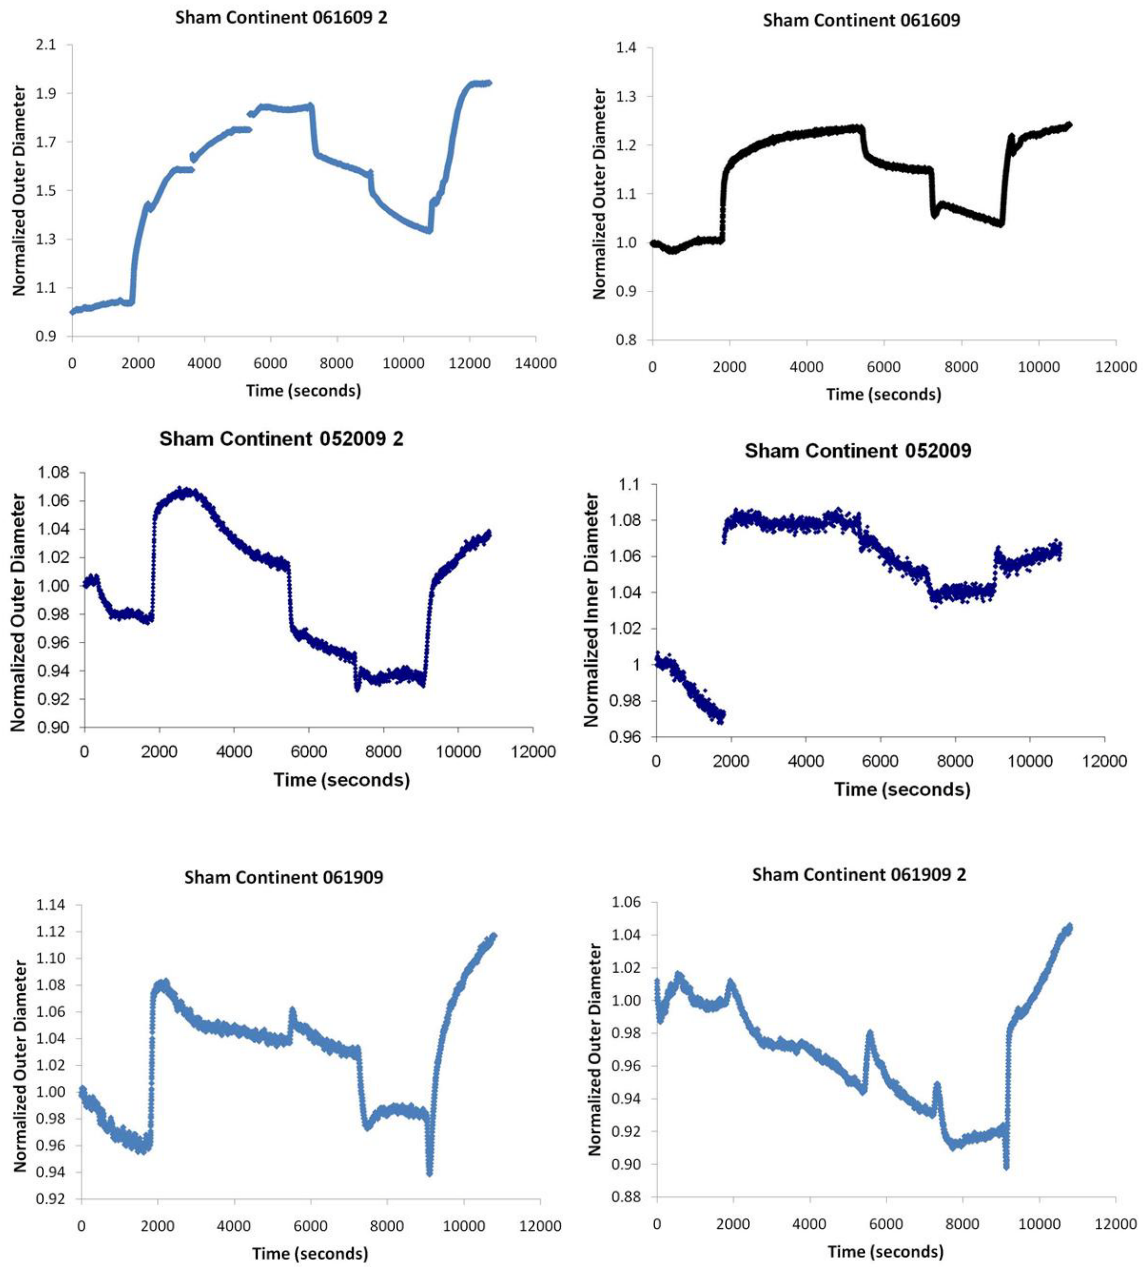 Sham Continent 061609 2
Normalized Outer Diameter
2.1
1.9
1.7
1.5
1.3
1.1
0.9
0 2000 4000 6000 8000 10000 12000 14000
Time (seconds)
Sham Continent 061609
Normalized Outer Diameter
1.4
1.3
1.2
1.1
1.0
0.9
0.8
0 2000 4000 6000 8000 10000 12000
Time (seconds)
Sham Continent 052009 2
Normalized Outer Diameter
1.08
1.06
1.04
1.02
1.00
0.98
0.96
0.94
0.92
0.90
0 2000 4000 6000 8000 10000 12000
Time (seconds)
Sham Continent 052009
Normalized Inner Diameter
1.1
1.08
1.06
1.04
1.02
1
0.98
0.96
0 2000 4000 6000 8000 10000 12000
Time (seconds)
Sham Continent 061909
Normalized Outer Diameter
1.14
1.12
1.10
1.08
1.06
1.04
1.02
1.00
0.98
0.96
0.94
0.92
0 2000 4000 6000 8000 10000 12000
Time (seconds)
Sham Continent 061909 2
Normalized Outer Diameter
1.06
1.04
1.02
1.00
0.98
0.96
0.94
0.92
0.90
0.88
0 2000 4000 6000 8000 10000 12000
Time (seconds)